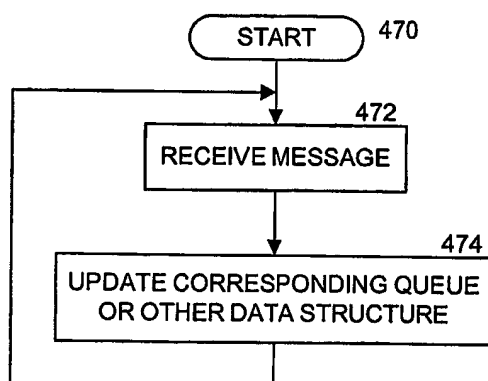 START
470
472
RECEIVE MESSAGE
474
UPDATE CORRESPONDING QUEUE
OR OTHER DATA STRUCTURE